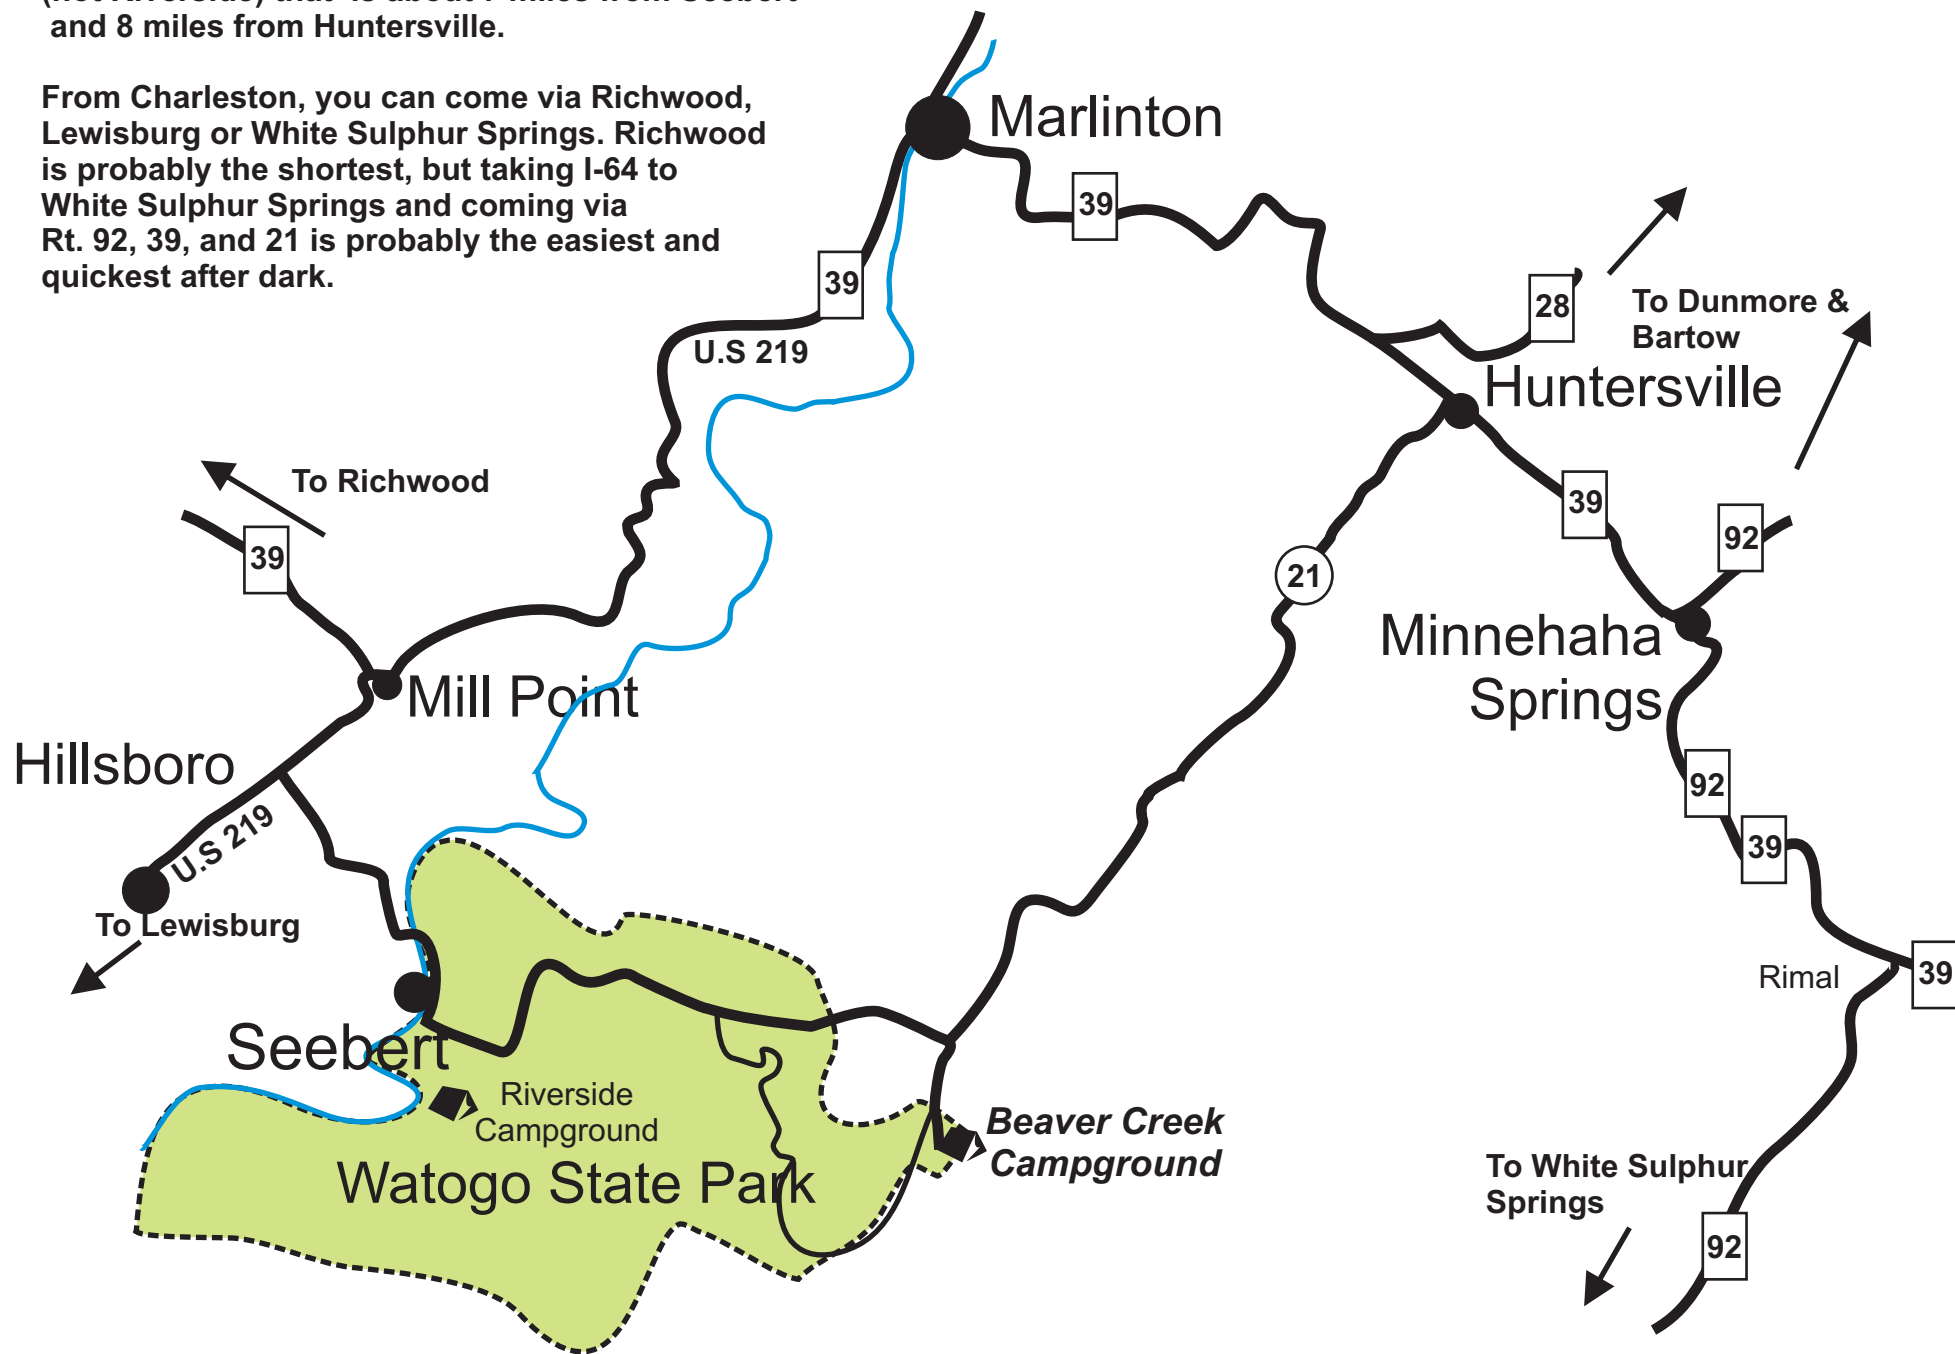 and 8 miles from Huntersville.
From Charleston, you can come via Richwood,
Lewisburg or White Sulphur Springs. Richwood
is probably the shortest, but taking I-64 to
White Sulphur Springs and coming via
Rt. 92, 39, and 21 is probably the easiest and
quickest after dark.
Marlinton
39
39
28
To Dunmore &
Bartow
U.S 219
Huntersville
To Richwood
39
39
92
21
Minnehaha
Springs
Mill Point
Hillsboro
92
U.S 219
39
To Lewisburg
Rimal
39
Seebert
Riverside
Campground
Beaver Creek
Campground
Watogo State Park
To White Sulphur
Springs
92